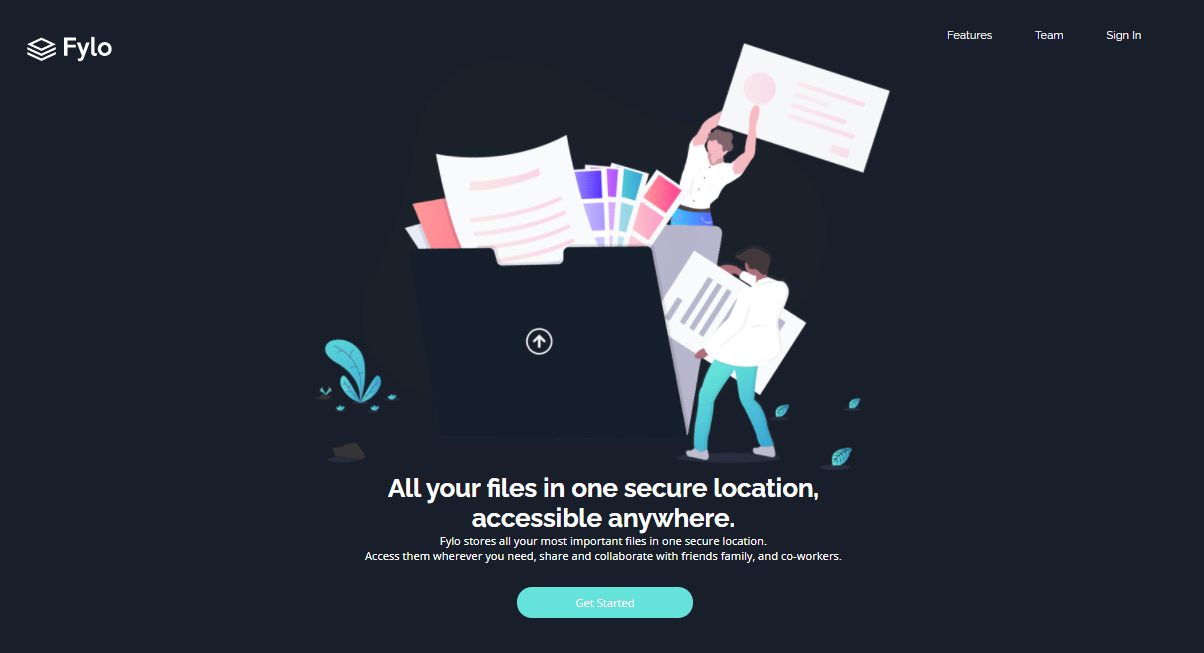 Fylo
Features
Team
Sign In
All your files in one secure location,
accessible anywhere.
Fylo stores all your most important files in one secure location.
Access them wherever you need, share and collaborate with friends family, and co-workers.
Get Started